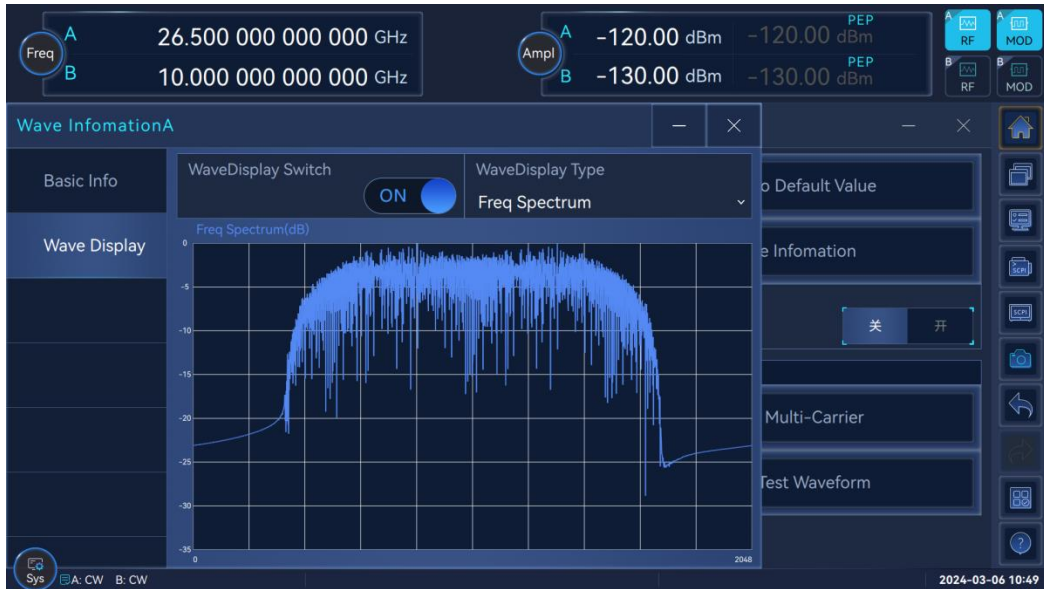 Freq
A 26.500 000 000 000 GHz
B 10.000 000 000 000 GHz
Ampl
A -120.00 dBm PEP -120.00 dBm
B -130.00 dBm PEP -130.00 dBm
A RF
A MOD
B RF
B MOD
Wave InfomationA
Basic Info
Wave Display
WaveDisplay Switch
ON
WaveDisplay Type
Freq Spectrum
Freq Spectrum(dB)
0
-5
-10
-15
-20
-25
-30
-35
0
2048
o Default Value
e Infomation
关
开
Multi-Carrier
Test Waveform
SCPI
SCPI
Sys
A: CW B: CW
2024-03-06 10:49